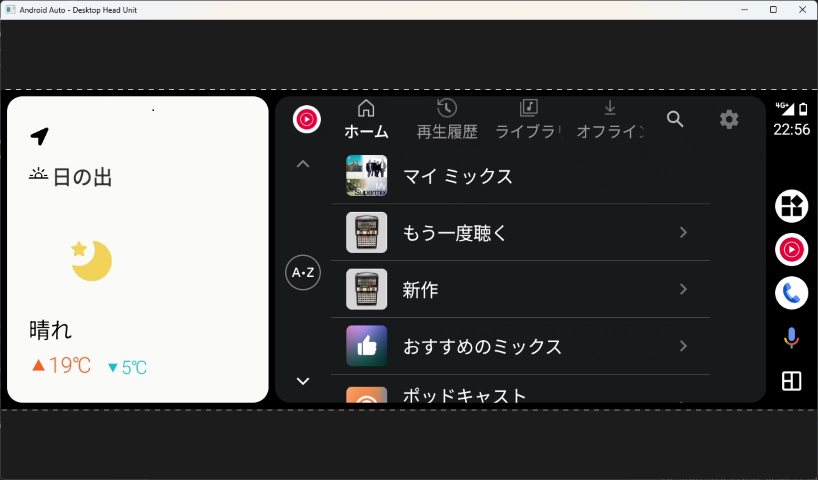 Android Auto - Desktop Head Unit
日の出
晴れ
▲19℃ ▼5℃
ホーム
再生履歴
ライブラ
オフライ
マイ ミックス
もう一度聴く
新作
おすすめのミックス
ポッドキャスト
A•Z
4G+
22:56